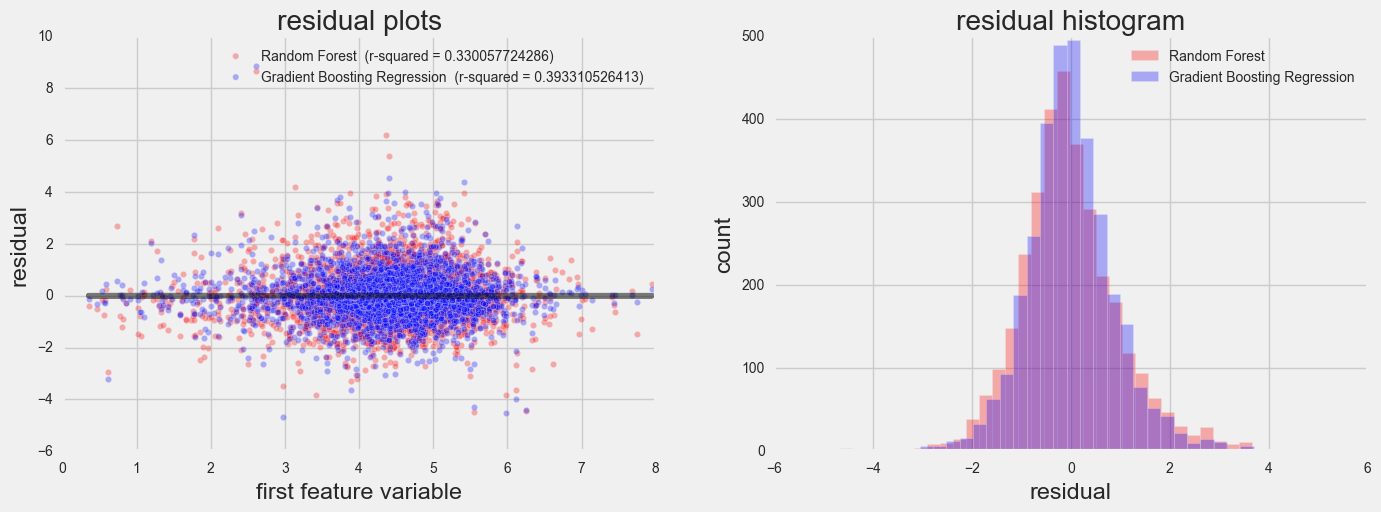 residual plots
10
8
6
4
2
0
−2
−4
−6
residual
Random Forest (r-squared = 0.330057724286)
Gradient Boosting Regression (r-squared = 0.393310526413)
0 1 2 3 4 5 6 7 8
first feature variable
residual histogram
500
400
300
200
100
0
count
Random Forest
Gradient Boosting Regression
−6 −4 −2 0 2 4 6
residual